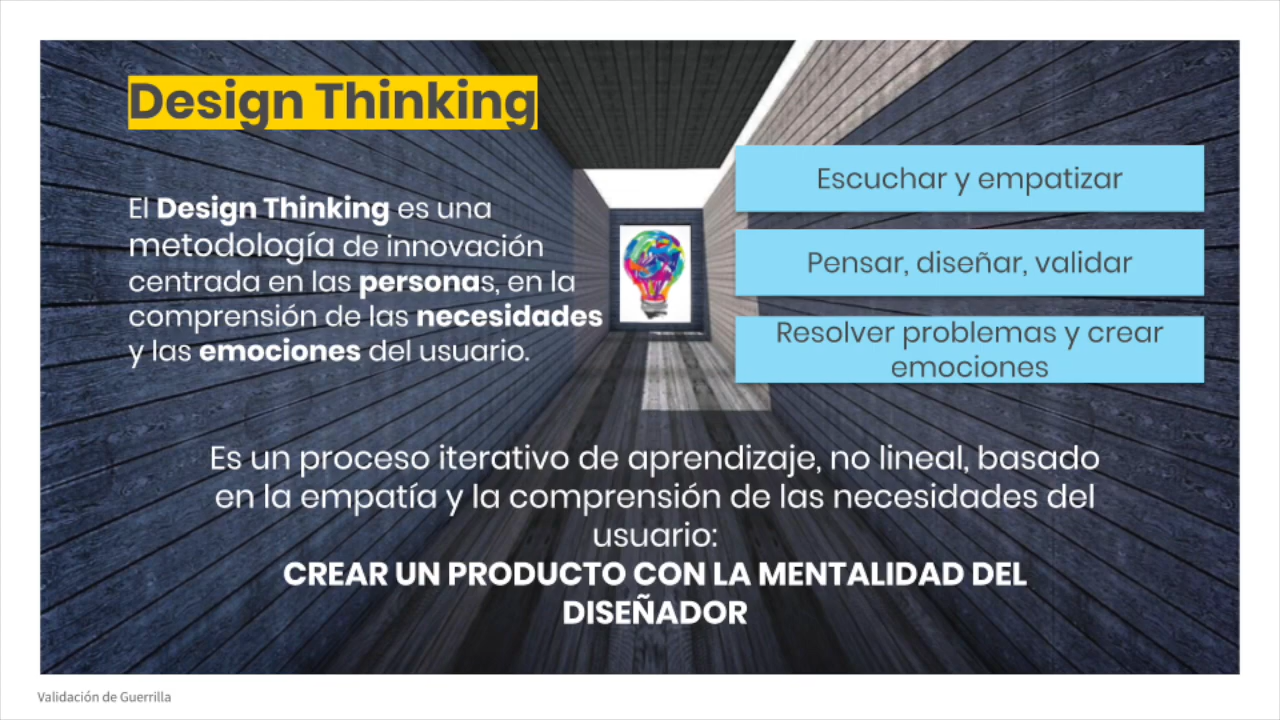 Design Thinking
El Design Thinking es una
metodología de innovación
centrada en las personas, en la
comprensión de las necesidades
y las emociones del usuario.
Escuchar y empatizar
Pensar, diseñar, validar
Resolver problemas y crear
emociones
Es un proceso iterativo de aprendizaje, no lineal, basado
en la empatía y la comprensión de las necesidades del
usuario:
CREAR UN PRODUCTO CON LA MENTALIDAD DEL
DISEÑADOR
Validación de Guerrilla